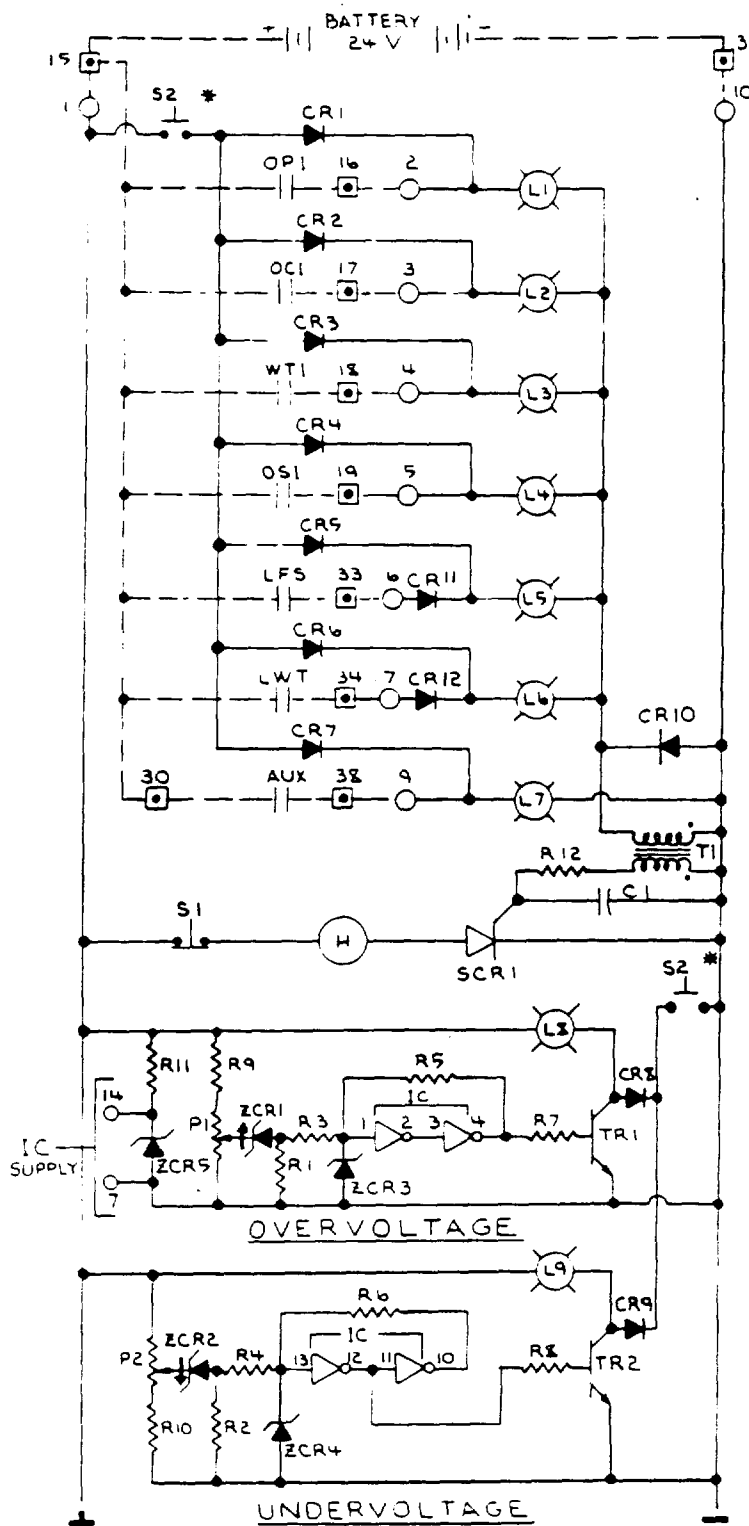 BATTERY
+ 24 V -
15 3
1 S2 * 10
CR1
OP1 16 2 L1
CR2
OC1 17 3 L2
CR3
WT1 18 4 L3
CR4
OS1 19 5 L4
CR5
LFS 33 6 CR11 L5
CR6
LWT 34 7 CR12 L6
CR10
CR7
30 AUX 38 9 L7
T1
R12
C1
S1
H
SCR1
S2 *
L8
R11 R9 R5 CR8
14 IC
P1 ZCR1 R3 1 2 3 4 R7 TR1
IC SUPPLY
ZCR5 R1 ZCR3
7
OVERVOLTAGE
L9
R6 CR9
ZCR2 IC
P2 R4 13 12 11 10 R8 TR2
R10 R2 ZCR4
+ UNDERVOLTAGE -